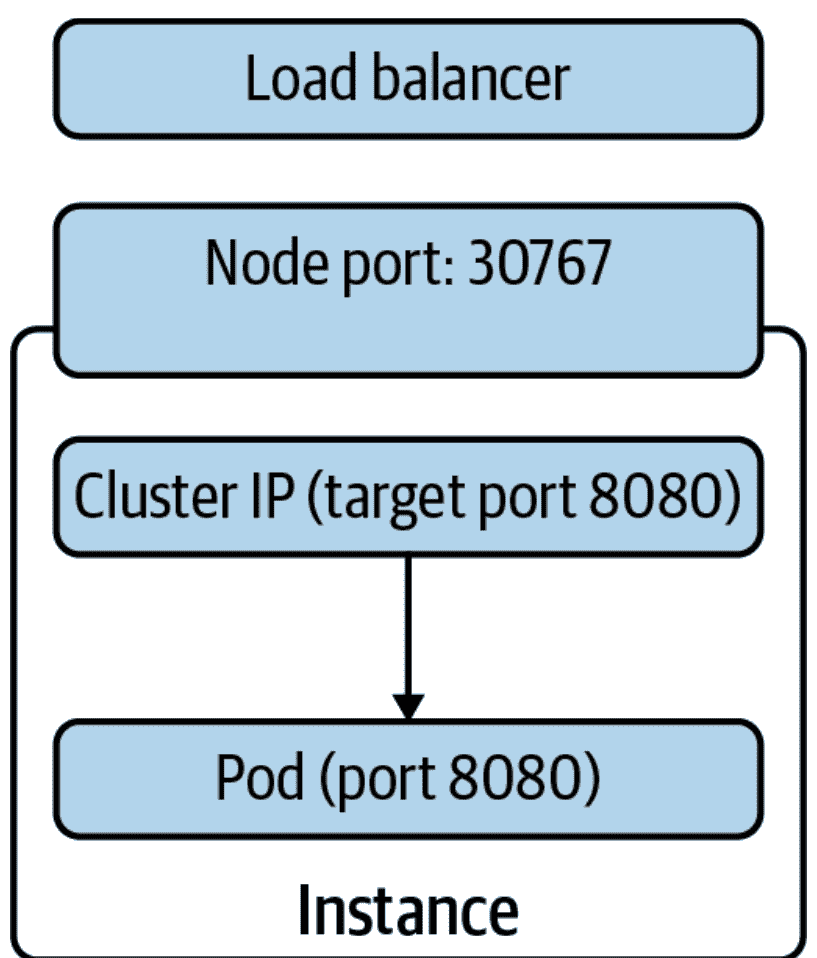 Load balancer
Node port: 30767
Cluster IP (target port 8080)
Pod (port 8080)
Instance